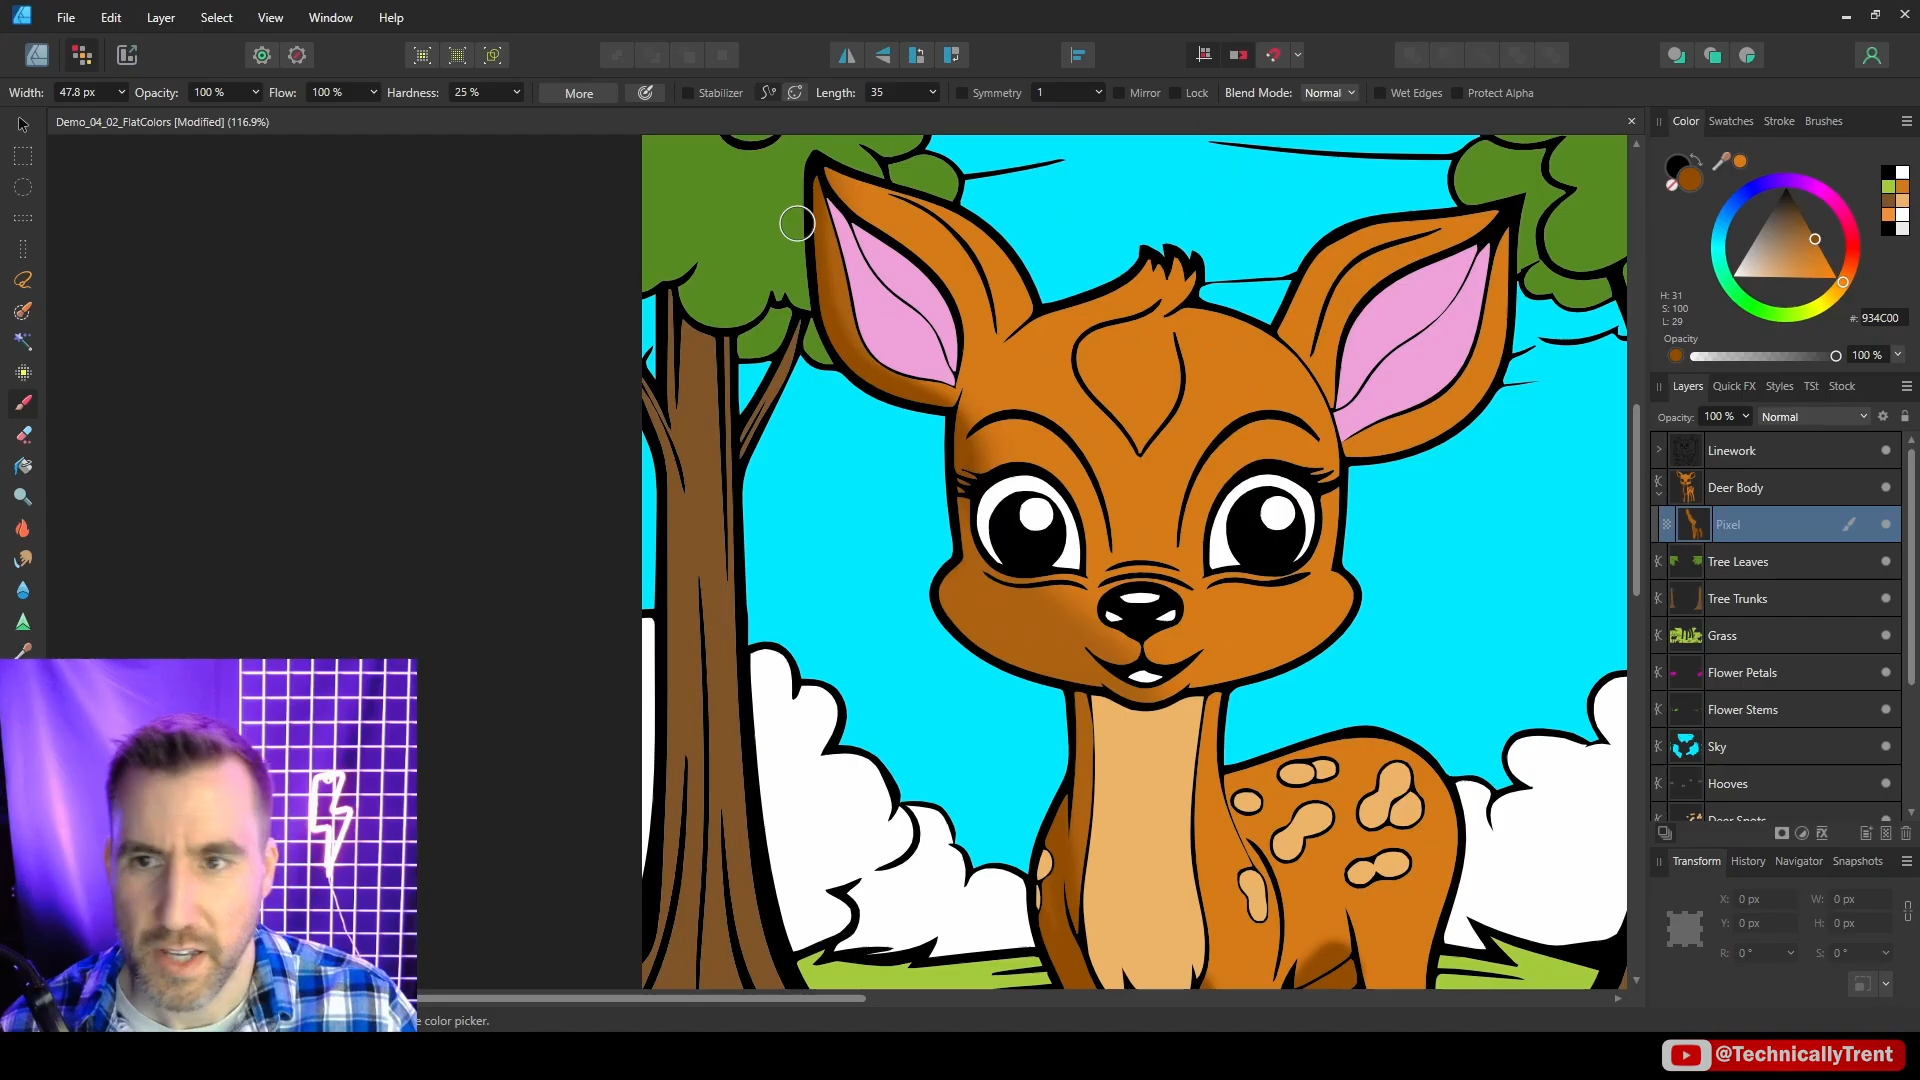 File Edit Layer Select View Window Help
Width: 47.8 px Opacity: 100 % Flow: 100 % Hardness: 25 % More Stabilizer Length: 35 Symmetry 1 Mirror Lock Blend Mode: Normal Wet Edges Protect Alpha
Demo_04_02_FlatColors [Modified] (116.9%)
Color Swatches Stroke Brushes
H: 31
S: 100
L: 29
#: 934C00
Opacity
100 %
Layers Quick FX Styles TSt Stock
Opacity: 100 % Normal
Linework
Deer Body
Pixel
Tree Leaves
Tree Trunks
Grass
Flower Petals
Flower Stems
Sky
Hooves
Deer Spots
Transform History Navigator Snapshots
X: 0 px W: 0 px
Y: 0 px H: 0 px
R: 0 ° S: 0 °
e color picker.
@TechnicallyTrent